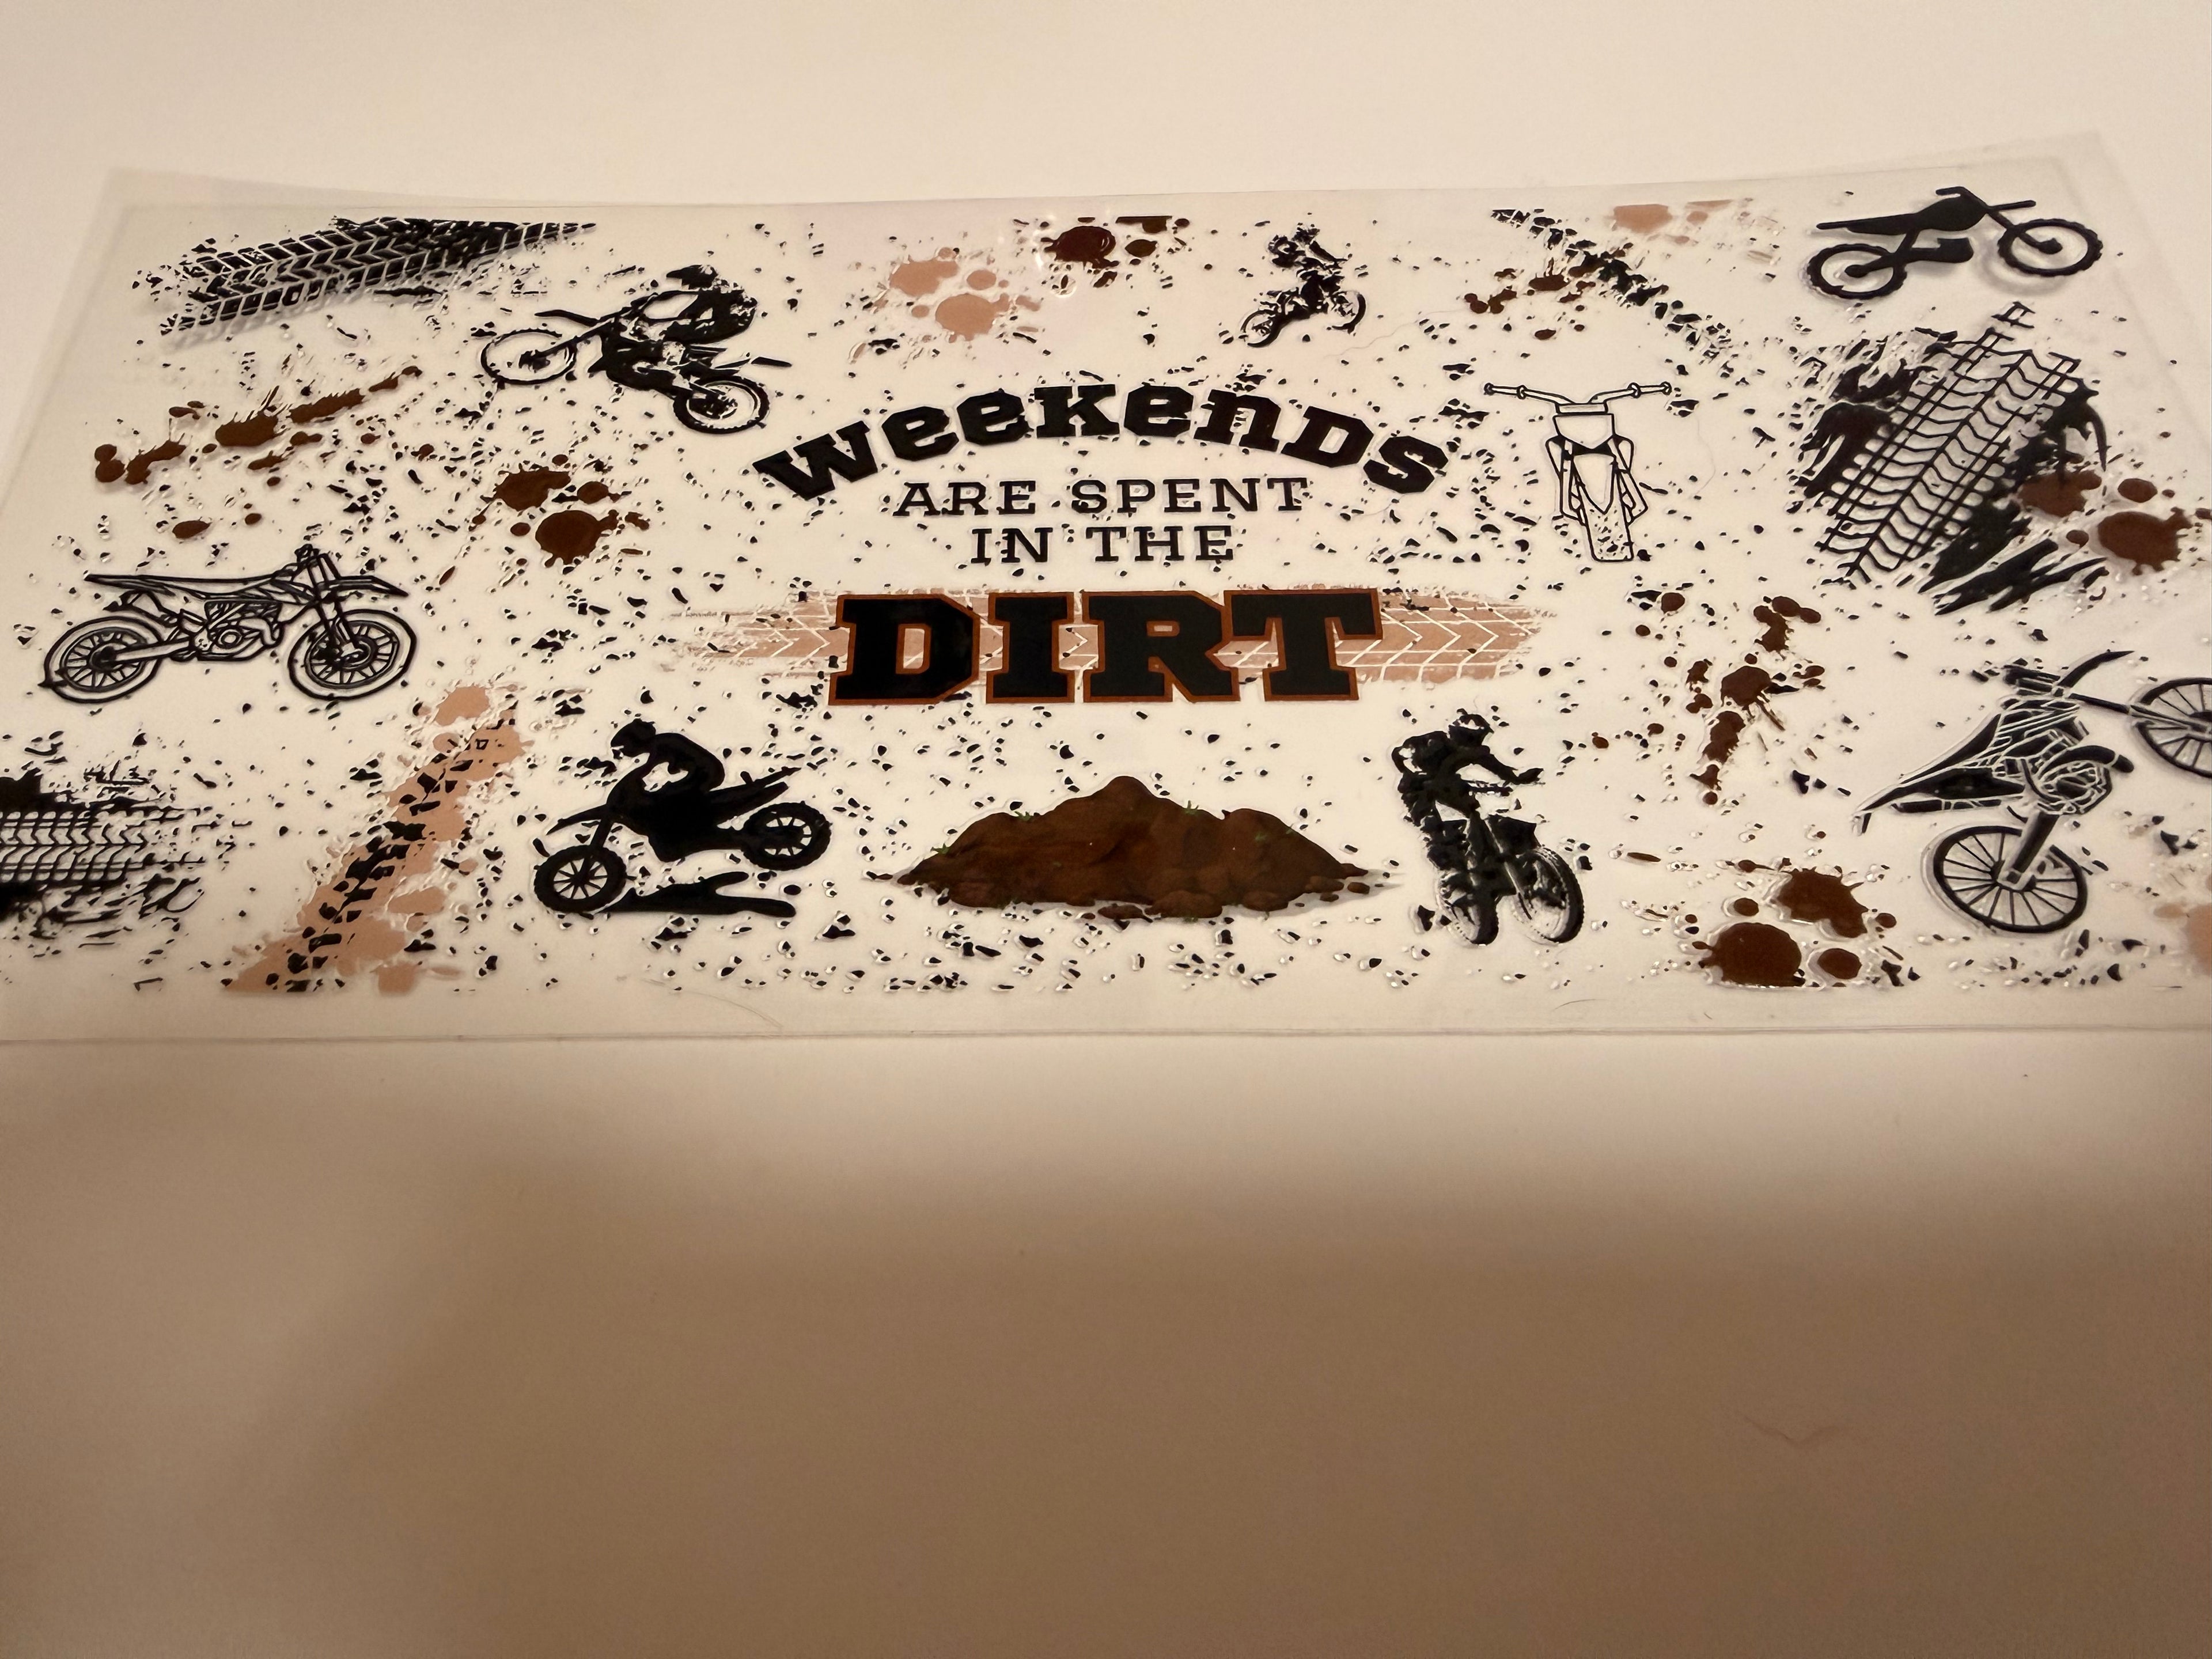 weekends
ARE SPENT
IN THE
DIRT